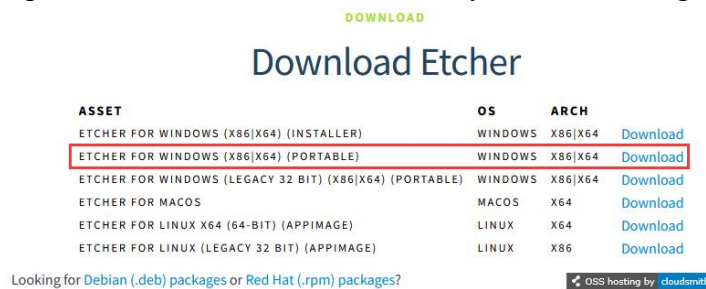 DOWNLOAD
Download Etcher
ASSET OS ARCH
ETCHER FOR WINDOWS (X86|X64) (INSTALLER) WINDOWS X86|X64 Download
ETCHER FOR WINDOWS (X86|X64) (PORTABLE) WINDOWS X86|X64 Download
ETCHER FOR WINDOWS (LEGACY 32 BIT) (X86|X64) (PORTABLE) WINDOWS X86|X64 Download
ETCHER FOR MACOS MACOS X64 Download
ETCHER FOR LINUX X64 (64-BIT) (APPIMAGE) LINUX X64 Download
ETCHER FOR LINUX (LEGACY 32 BIT) (APPIMAGE) LINUX X86 Download
Looking for Debian (.deb) packages or Red Hat (.rpm) packages? OSS hosting by cloudsmith